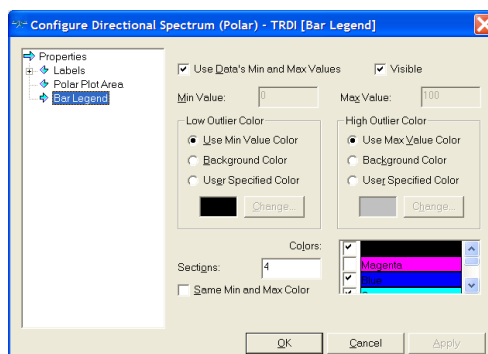 Configure Directional Spectrum (Polar) - TRDI [Bar Legend]
Properties
Labels
Polar Plot Area
Bar Legend
Use Data's Min and Max Values
Visible
Min Value:
0
Max Value:
100
Low Outlier Color
Use Min Value Color
Background Color
User Specified Color
Change...
High Outlier Color
Use Max Value Color
Background Color
User Specified Color
Change...
Colors:
Sections:
4
Same Min and Max Color
Magenta
Blue
OK
Cancel
Apply